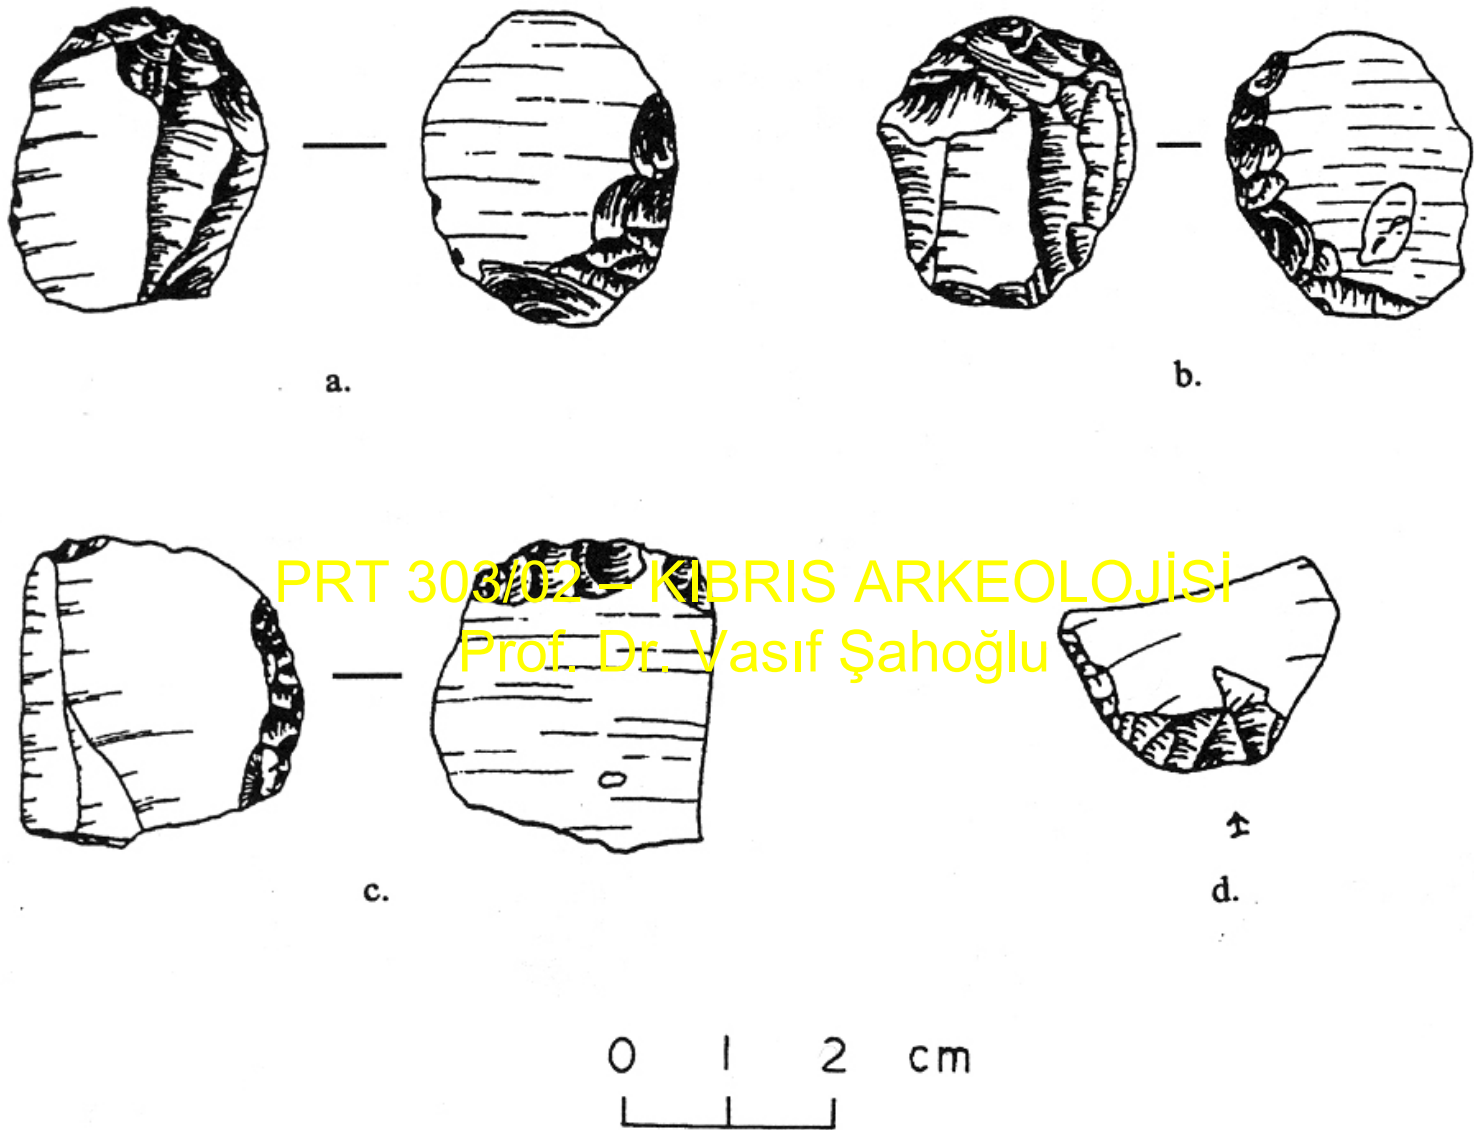 a.
b.
PRT 303/02 – KIBRIS ARKEOLOJİSİ
Prof. Dr. Vasıf Şahoğlu
c.
d.
0 1 2 cm